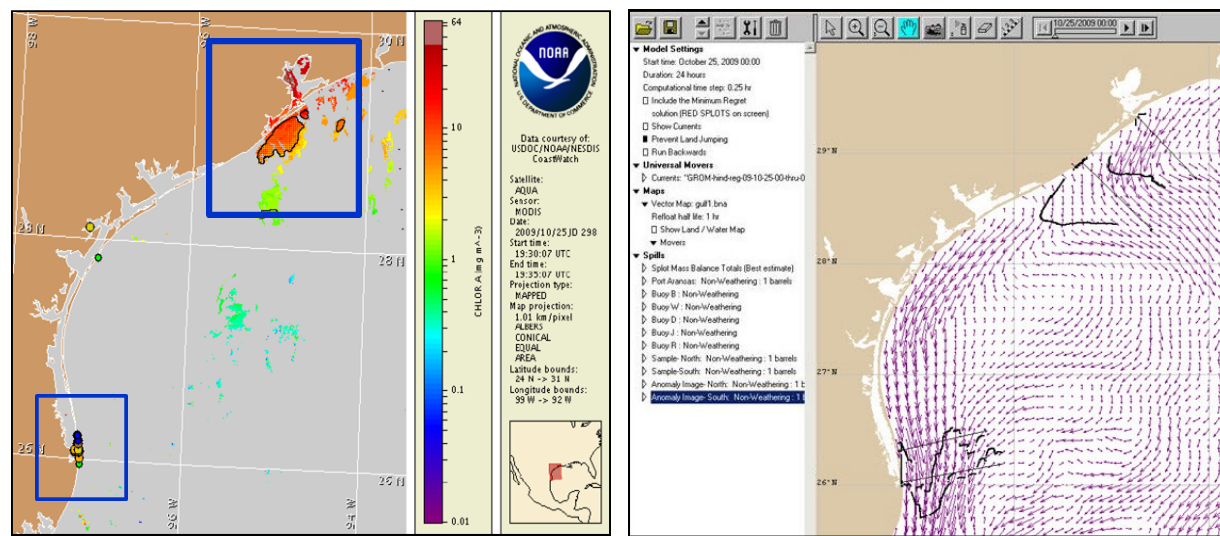 98
96
30 N
28 N
28 N
26 N
26 N
96 W
94 W
64
10
1
0.1
0.01
CHLOR_A(mg m^-3)
NATIONAL OCEANIC AND ATMOSPHERIC ADMINISTRATION
NOAA
U.S. DEPARTMENT OF COMMERCE
Data courtesy of:
USDOC/NOAA/NESDIS
CoastWatch
Satellite:
AQUA
Sensor:
MODIS
Date:
2009/10/25 JD 298
Start time:
19:30:07 UTC
End time:
19:35:07 UTC
Projection type:
MAPPED
Map projection:
1.01 km/pixel
ALBERS
CONICAL
EQUAL
AREA
Latitude bounds:
24 N -> 31 N
Longitude bounds:
99 W -> 92 W
10/25/2009 00:00
Model Settings
Start time: October 25, 2009 00:00
Duration: 24 hours
Computational time step: 0.25 hr
Include the Minimum Regret
solution (RED SPLOTS on screen)
Show Currents
Prevent Land Jumping
Run Backwards
Universal Movers
Currents: "GROM-hind-reg-09-10-25-00-thru-0
Maps
Vector Map: gulf1.bna
Refloat half life: 1 hr
Show Land / Water Map
Movers
Spills
Splot Mass Balance Totals (Best estimate)
Port Aransas: Non-Weathering : 1 barrels
Buoy B : Non-Weathering
Buoy W : Non-Weathering
Buoy D : Non-Weathering
Buoy J : Non-Weathering
Buoy R : Non-Weathering
Sample- North: Non-Weathering : 1 barrels
Sample-South: Non-Weathering : 1 barrels
Anomaly Image-North: Non-Weathering : 1 b
Anomaly Image- South: Non-Weathering : 1 b
29°N
28°N
27°N
26°N